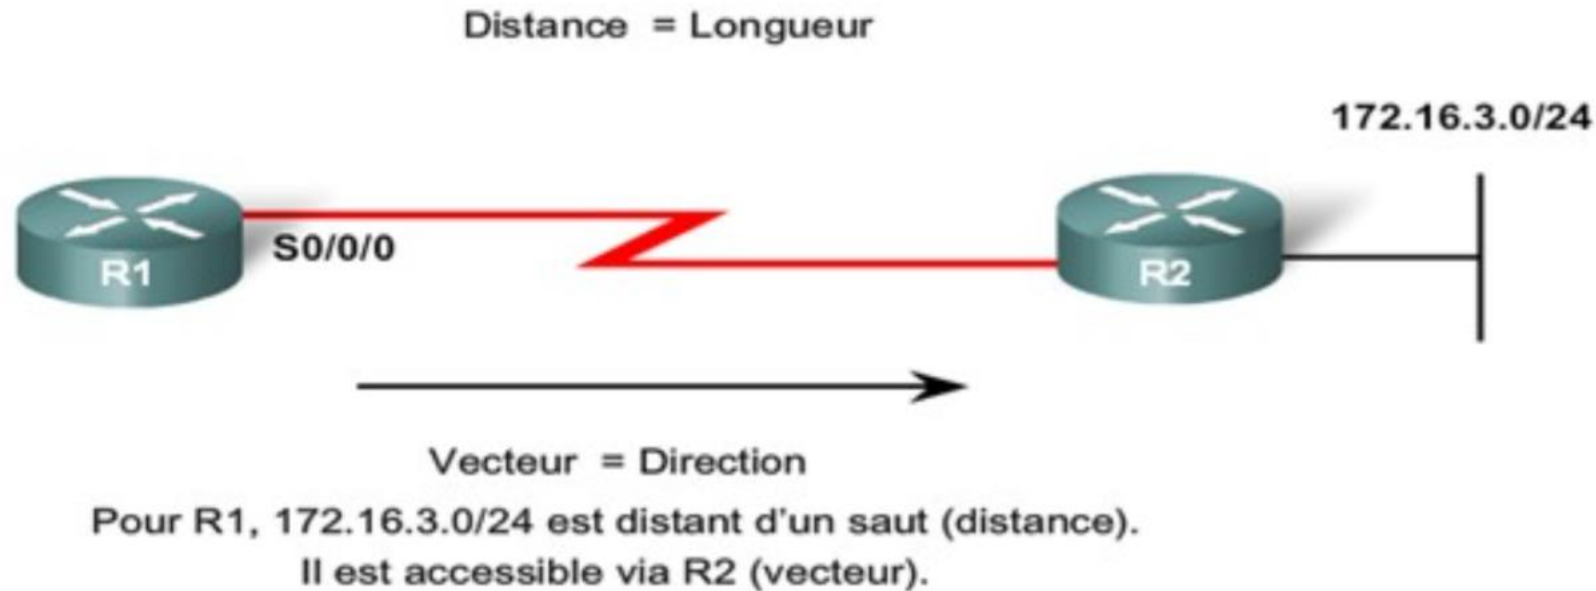 Distance = Longueur
172.16.3.0/24
S0/0/0
R1
R2
Vecteur = Direction
Pour R1, 172.16.3.0/24 est distant d'un saut (distance).
Il est accessible via R2 (vecteur).